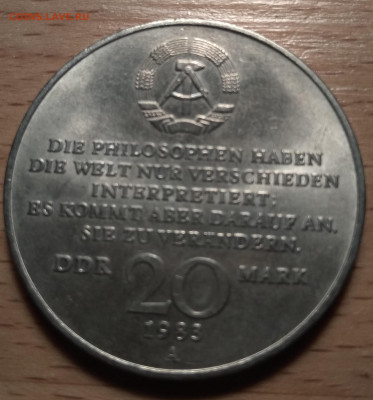 DIE PHILOSOPHEN HABEN
DIE WELT NUR VERSCHIEDEN
INTERPRETIERT;
ES KOMMT ABER DARAUF AN,
SIE ZU VERÄNDERN.
DDR 20 MARK
1983
A